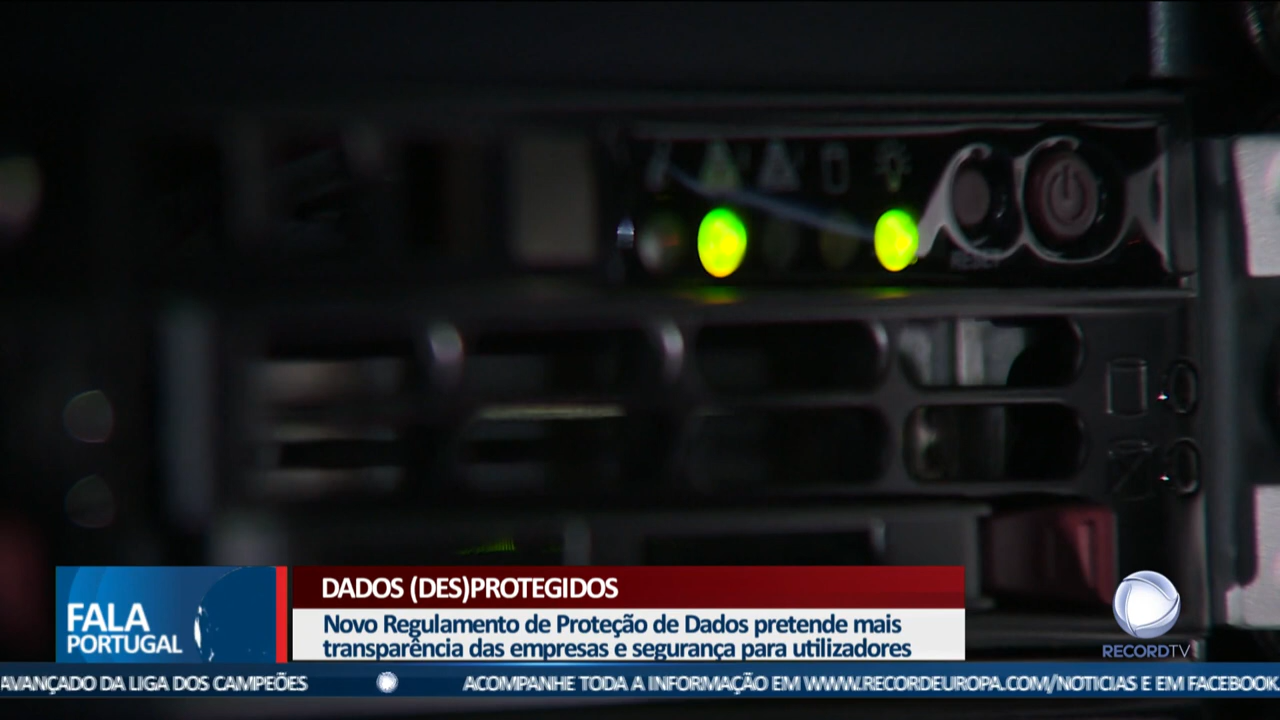 DADOS (DES)PROTEGIDOS
FALA
PORTUGAL
Novo Regulamento de Proteção de Dados pretende mais
transparência das empresas e segurança para utilizadores
RECORDTV
AVANÇADO DA LIGA DOS CAMPEÕES
ACOMPANHE TODA A INFORMAÇÃO EM WWW.RECORDEUROPA.COM/NOTICIAS E EM FACEBOOK.